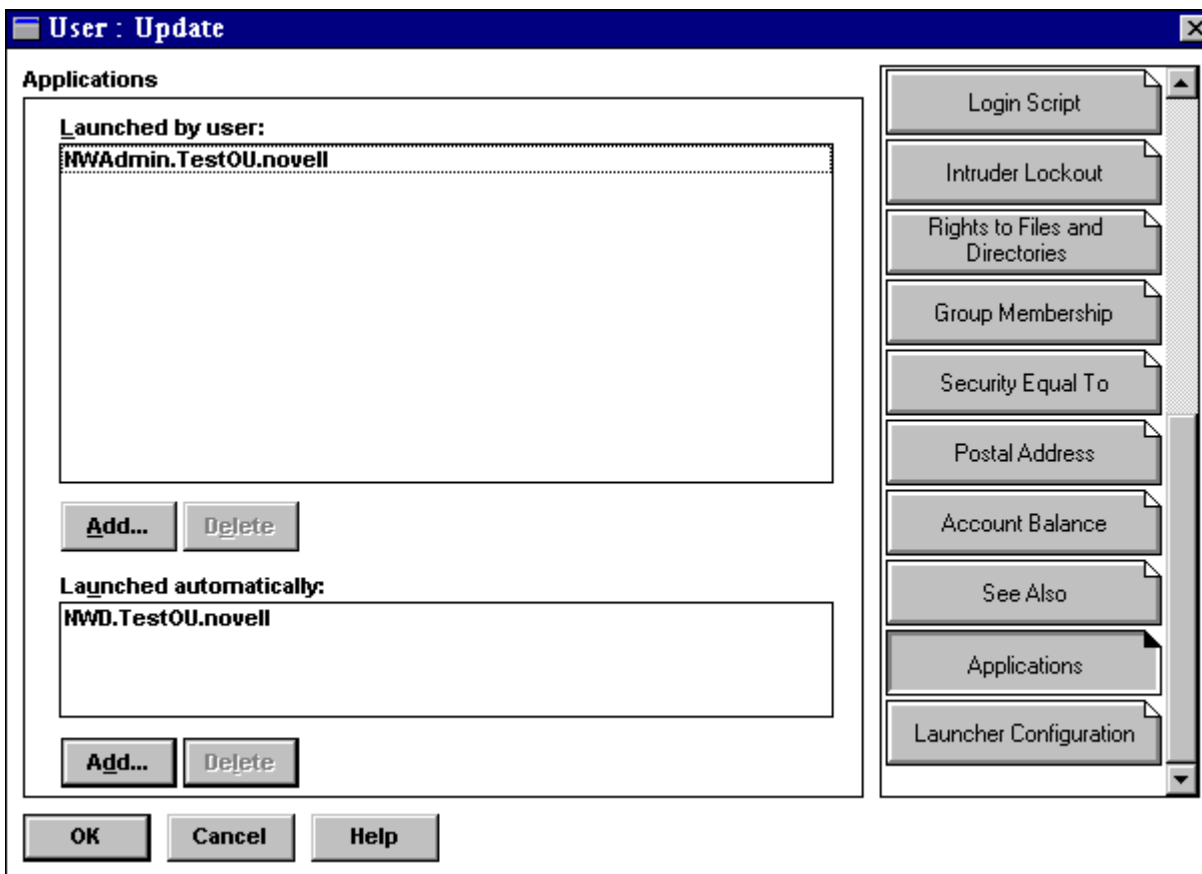 User : Update
Applications
Launched by user:
NWAdmin.TestOU.novell
Add...
Delete
Launched automatically:
NWD.TestOU.novell
Add...
Delete
OK
Cancel
Help
Login Script
Intruder Lockout
Rights to Files and
Directories
Group Membership
Security Equal To
Postal Address
Account Balance
See Also
Applications
Launcher Configuration